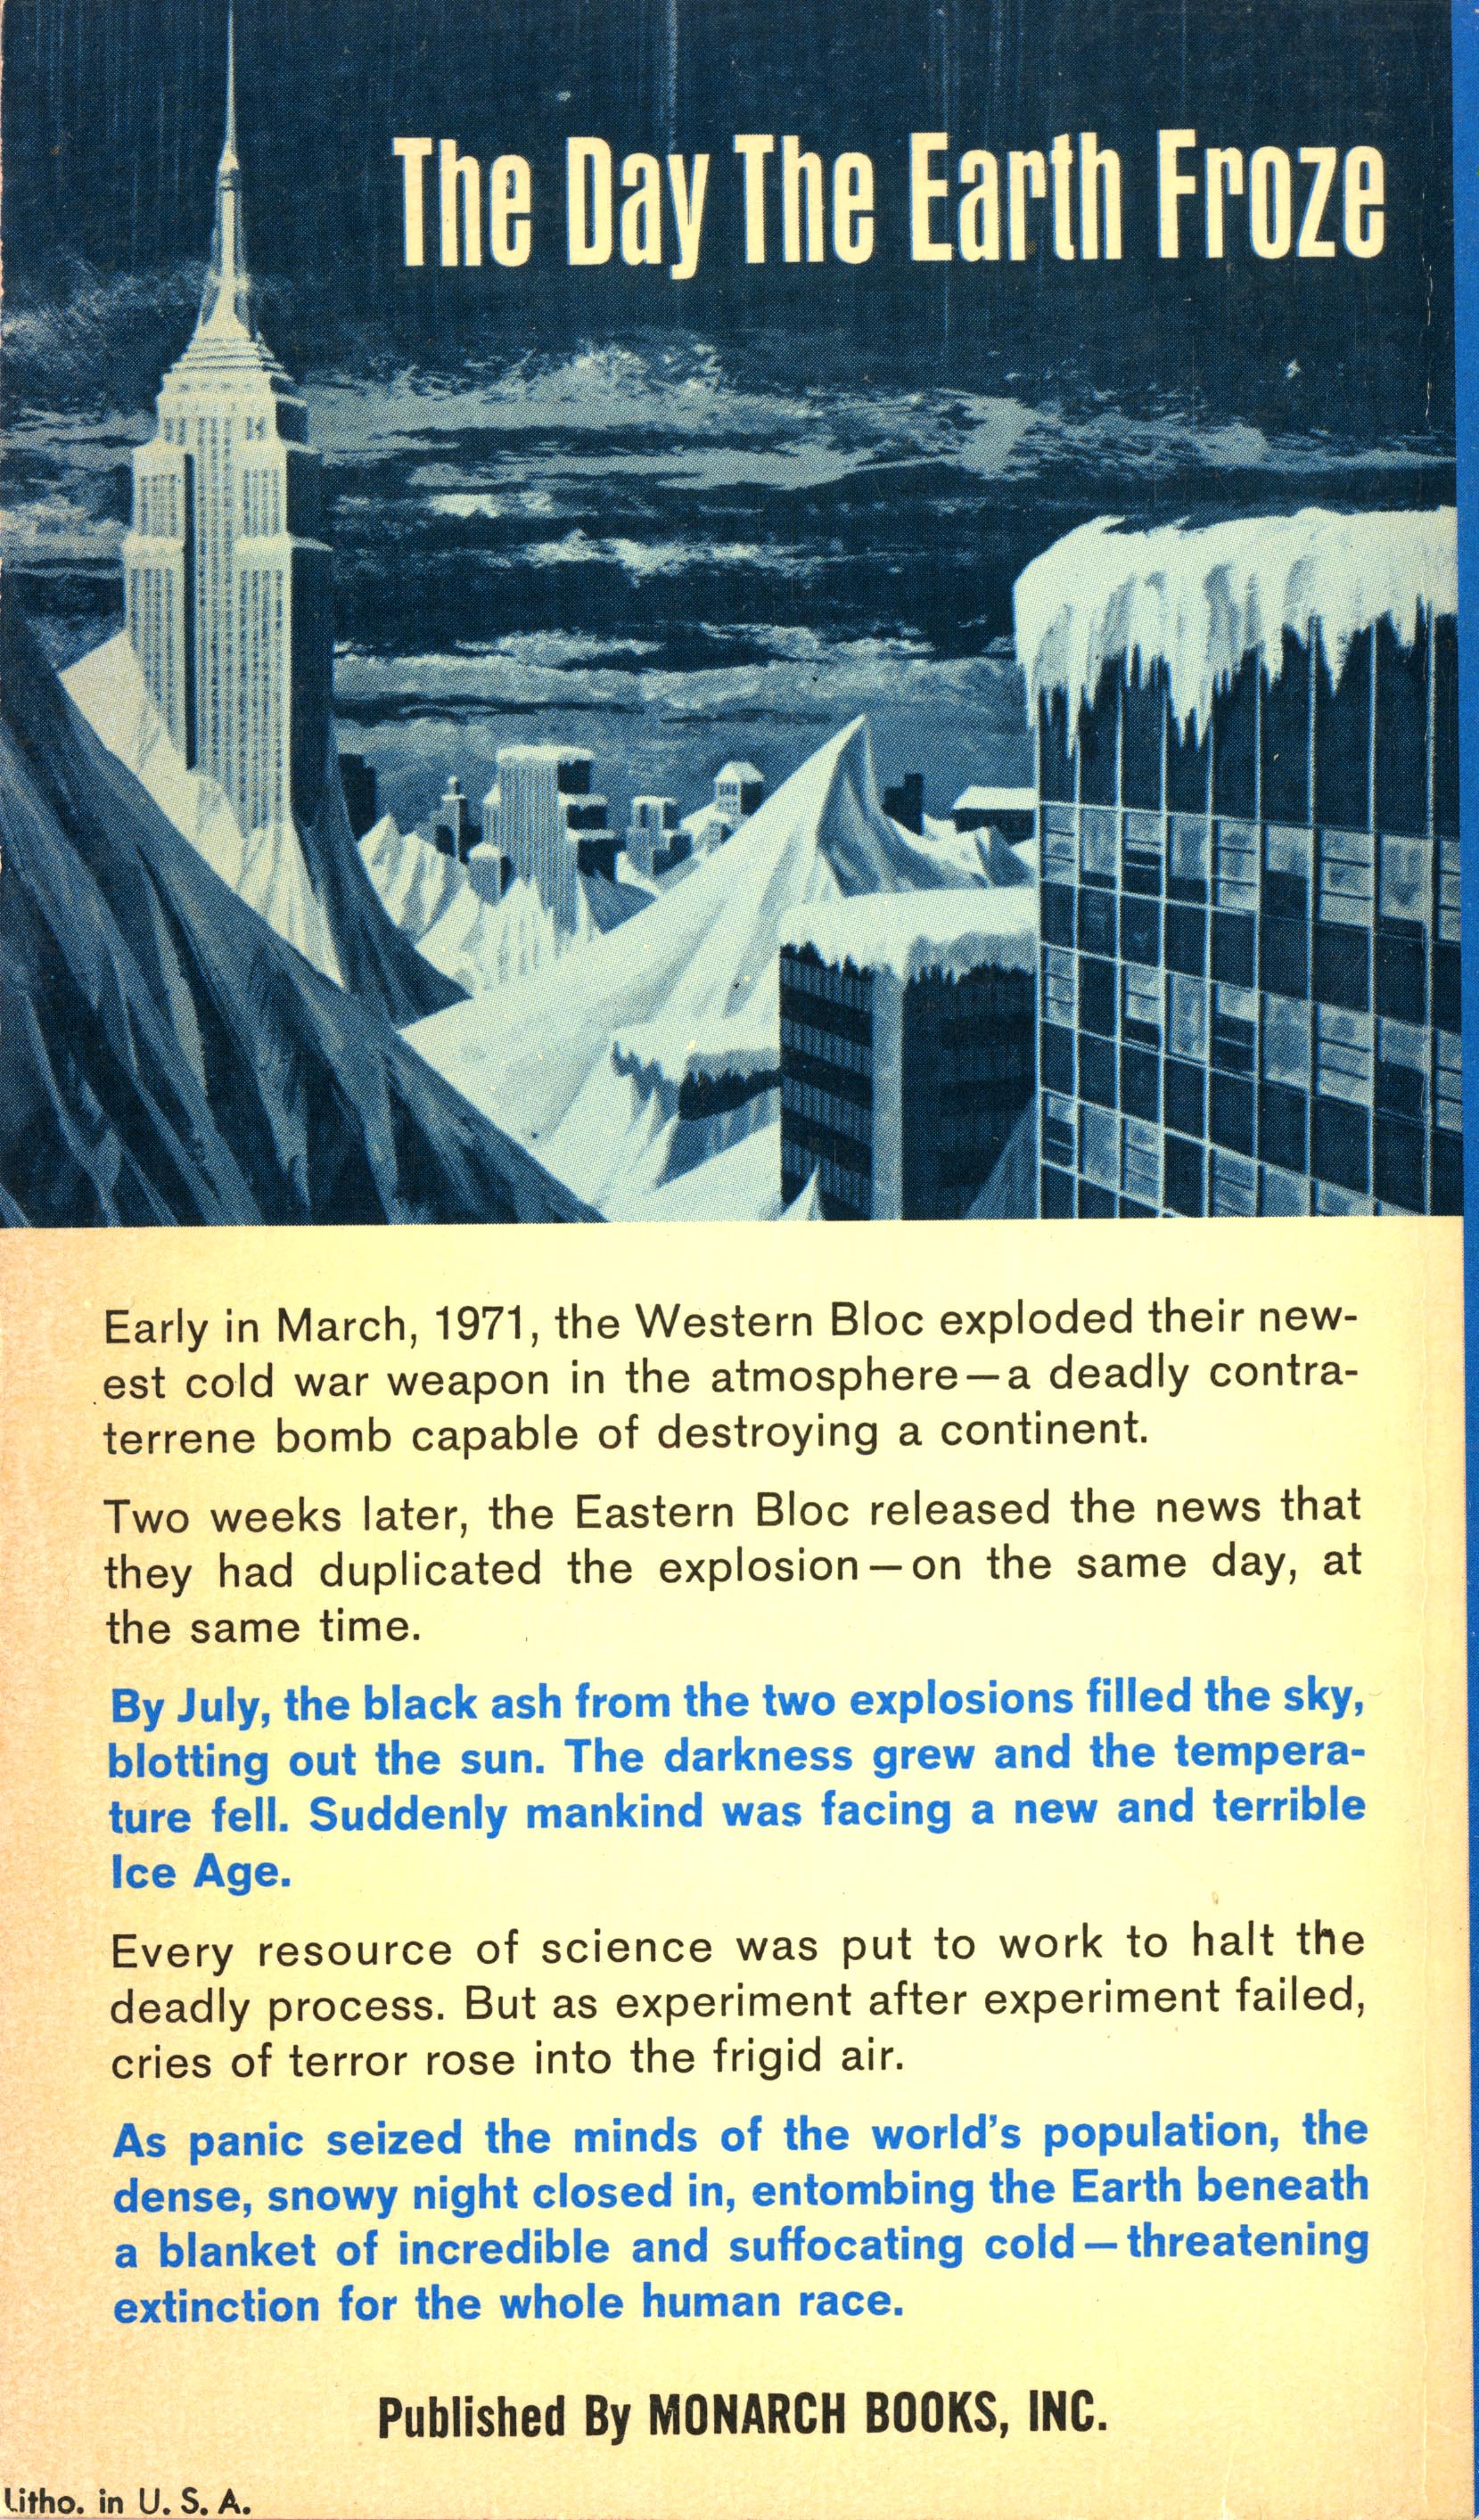 The Day The Earth Froze
Early in March, 1971, the Western Bloc exploded their new-
est cold war weapon in the atmosphere—a deadly contra-
terrene bomb capable of destroying a continent.
Two weeks later, the Eastern Bloc released the news that
they had duplicated the explosion—on the same day, at
the same time.
By July, the black ash from the two explosions filled the sky,
blotting out the sun. The darkness grew and the tempera-
ture fell. Suddenly mankind was facing a new and terrible
Ice Age.
Every resource of science was put to work to halt the
deadly process. But as experiment after experiment failed,
cries of terror rose into the frigid air.
As panic seized the minds of the world's population, the
dense, snowy night closed in, entombing the Earth beneath
a blanket of incredible and suffocating cold—threatening
extinction for the whole human race.
Published By MONARCH BOOKS, INC.
Litho. in U. S. A.